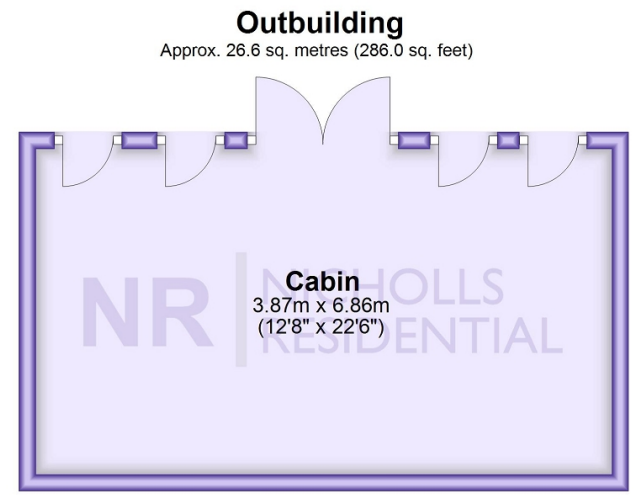 Outbuilding
Approx. 26.6 sq. metres (286.0 sq. feet)
Cabin
3.87m x 6.86m
(12'8" x 22'6")
NR
NICHOLLS
RESIDENTIAL